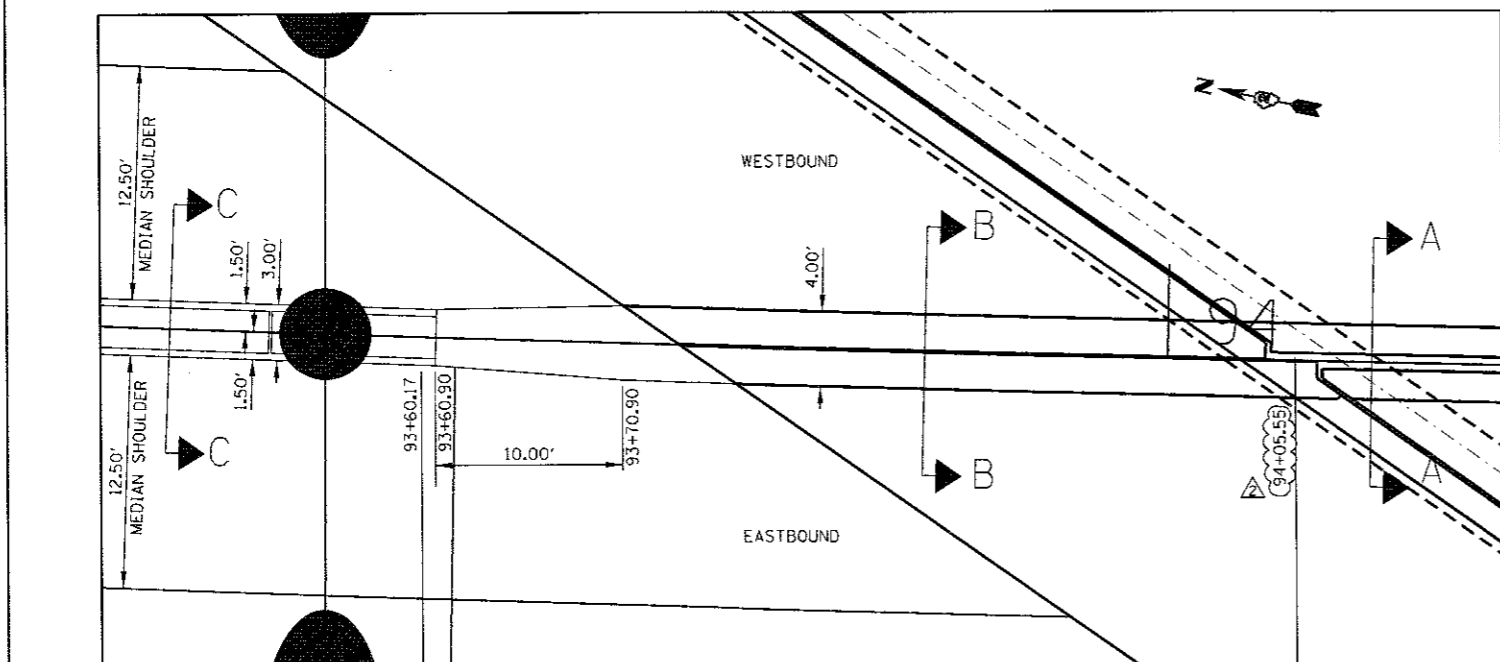 N
WESTBOUND
12.50'
MEDIAN SHOULDER
C
B
A
1.50'
3.00'
4.00'
94
1.50'
12.50'
MEDIAN SHOULDER
C
93+60.17
93+60.90
10.00'
93+70.90
B
2
94+05.55
A
EASTBOUND